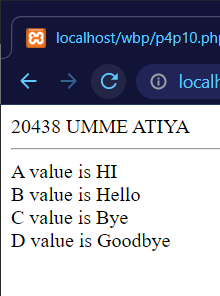 localhost/wbp/p4p10.ph
local
20438 UMME ATIYA
A value is HI
B value is Hello
C value is Bye
D value is Goodbye